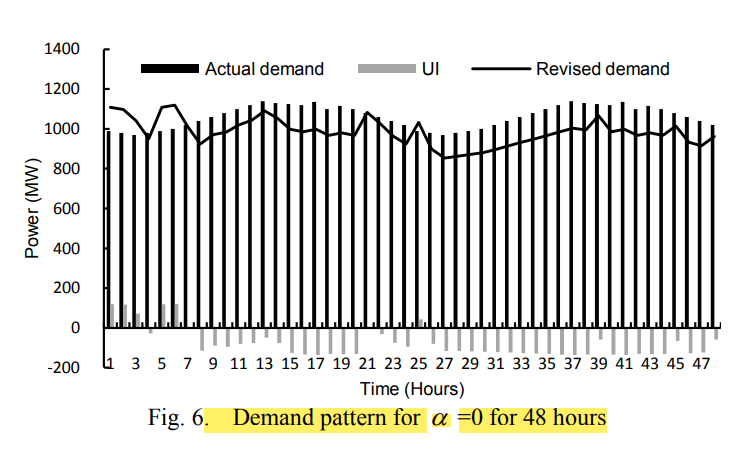 1400
Actual demand UI Revised demand
1200
1000
800
600
400
200
0
-200
Power (MW)
1 3 5 7 9 11 13 15 17 19 21 23 25 27 29 31 33 35 37 39 41 43 45 47
Time (Hours)
Fig. 6. Demand pattern for α =0 for 48 hours